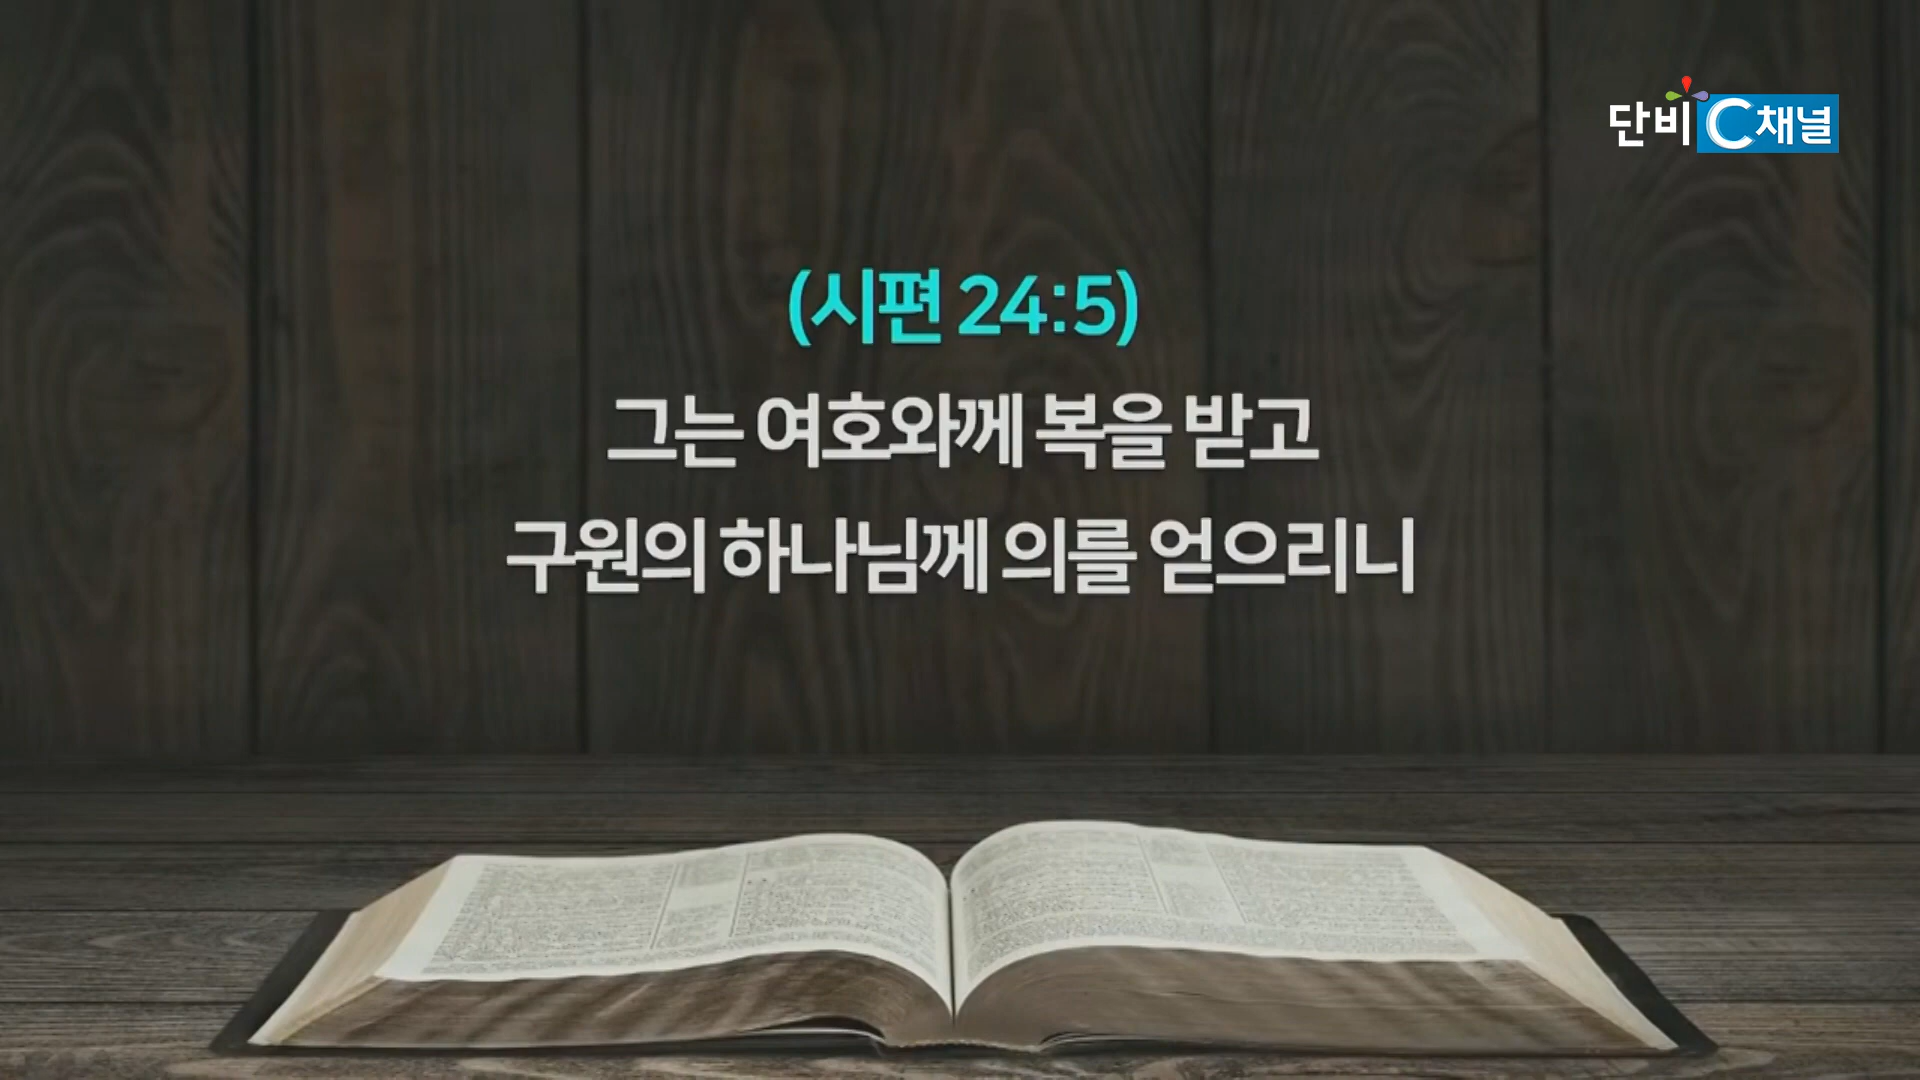 단비 C채널
(시편 24:5)
그는 여호와께 복을 받고
구원의 하나님께 의를 얻으리니